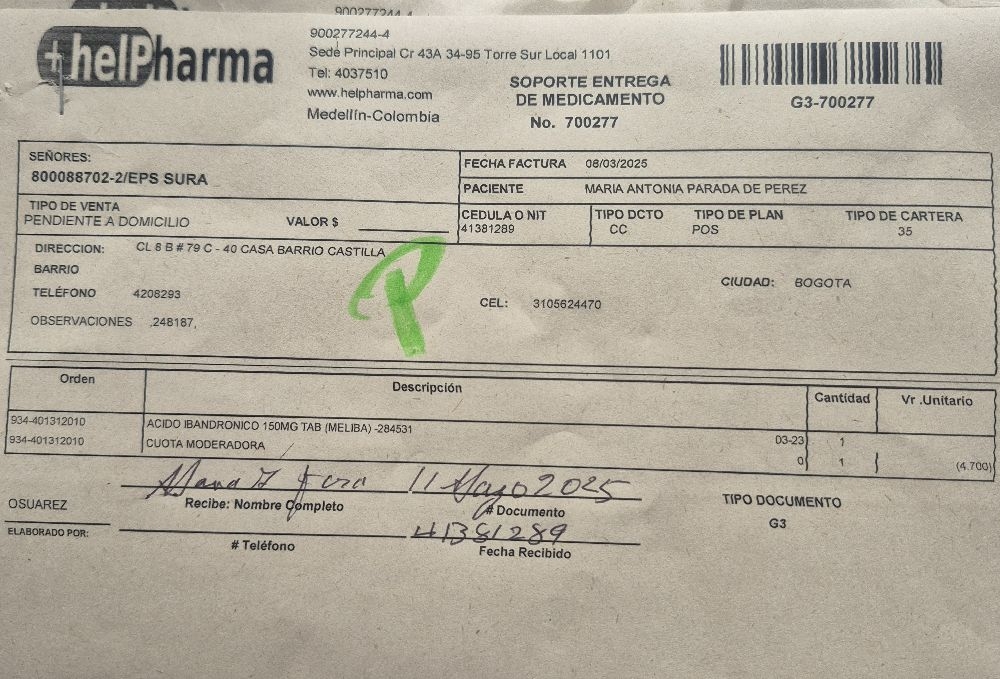 900277244-4
helPharma
900277244-4
Sede Principal Cr 43A 34-95 Torre Sur Local 1101
Tel: 4037510
www.helpharma.com
Medellín-Colombia
SOPORTE ENTREGA
DE MEDICAMENTO
No. 700277
G3-700277
SEÑORES:
800088702-2/EPS SURA
FECHA FACTURA 06/03/2025
PACIENTE MARIA ANTONIA PARADA DE PEREZ
TIPO DE VENTA
PENDIENTE A DOMICILIO VALOR $
CEDULA O NIT TIPO DCTO TIPO DE PLAN TIPO DE CARTERA
41381289 CC POS 35
DIRECCION: CL 8 B # 79 C - 40 CASA BARRIO CASTILLA
BARRIO
CIUDAD: BOGOTA
TELÉFONO 4208293
CEL: 3105624470
OBSERVACIONES ,248187,
P
Orden Descripción Cantidad Vr .Unitario
934-401312010 ACIDO IBANDRONICO 150MG TAB (MELIBA) -284531 03-23 1
934-401312010 CUOTA MODERADORA 0 1 (4.700)
11 Mayo 2025
Recibe: Nombre Completo # Documento
TIPO DOCUMENTO
G3
OSUAREZ
41381289
ELABORADO POR:
# Teléfono Fecha Recibido